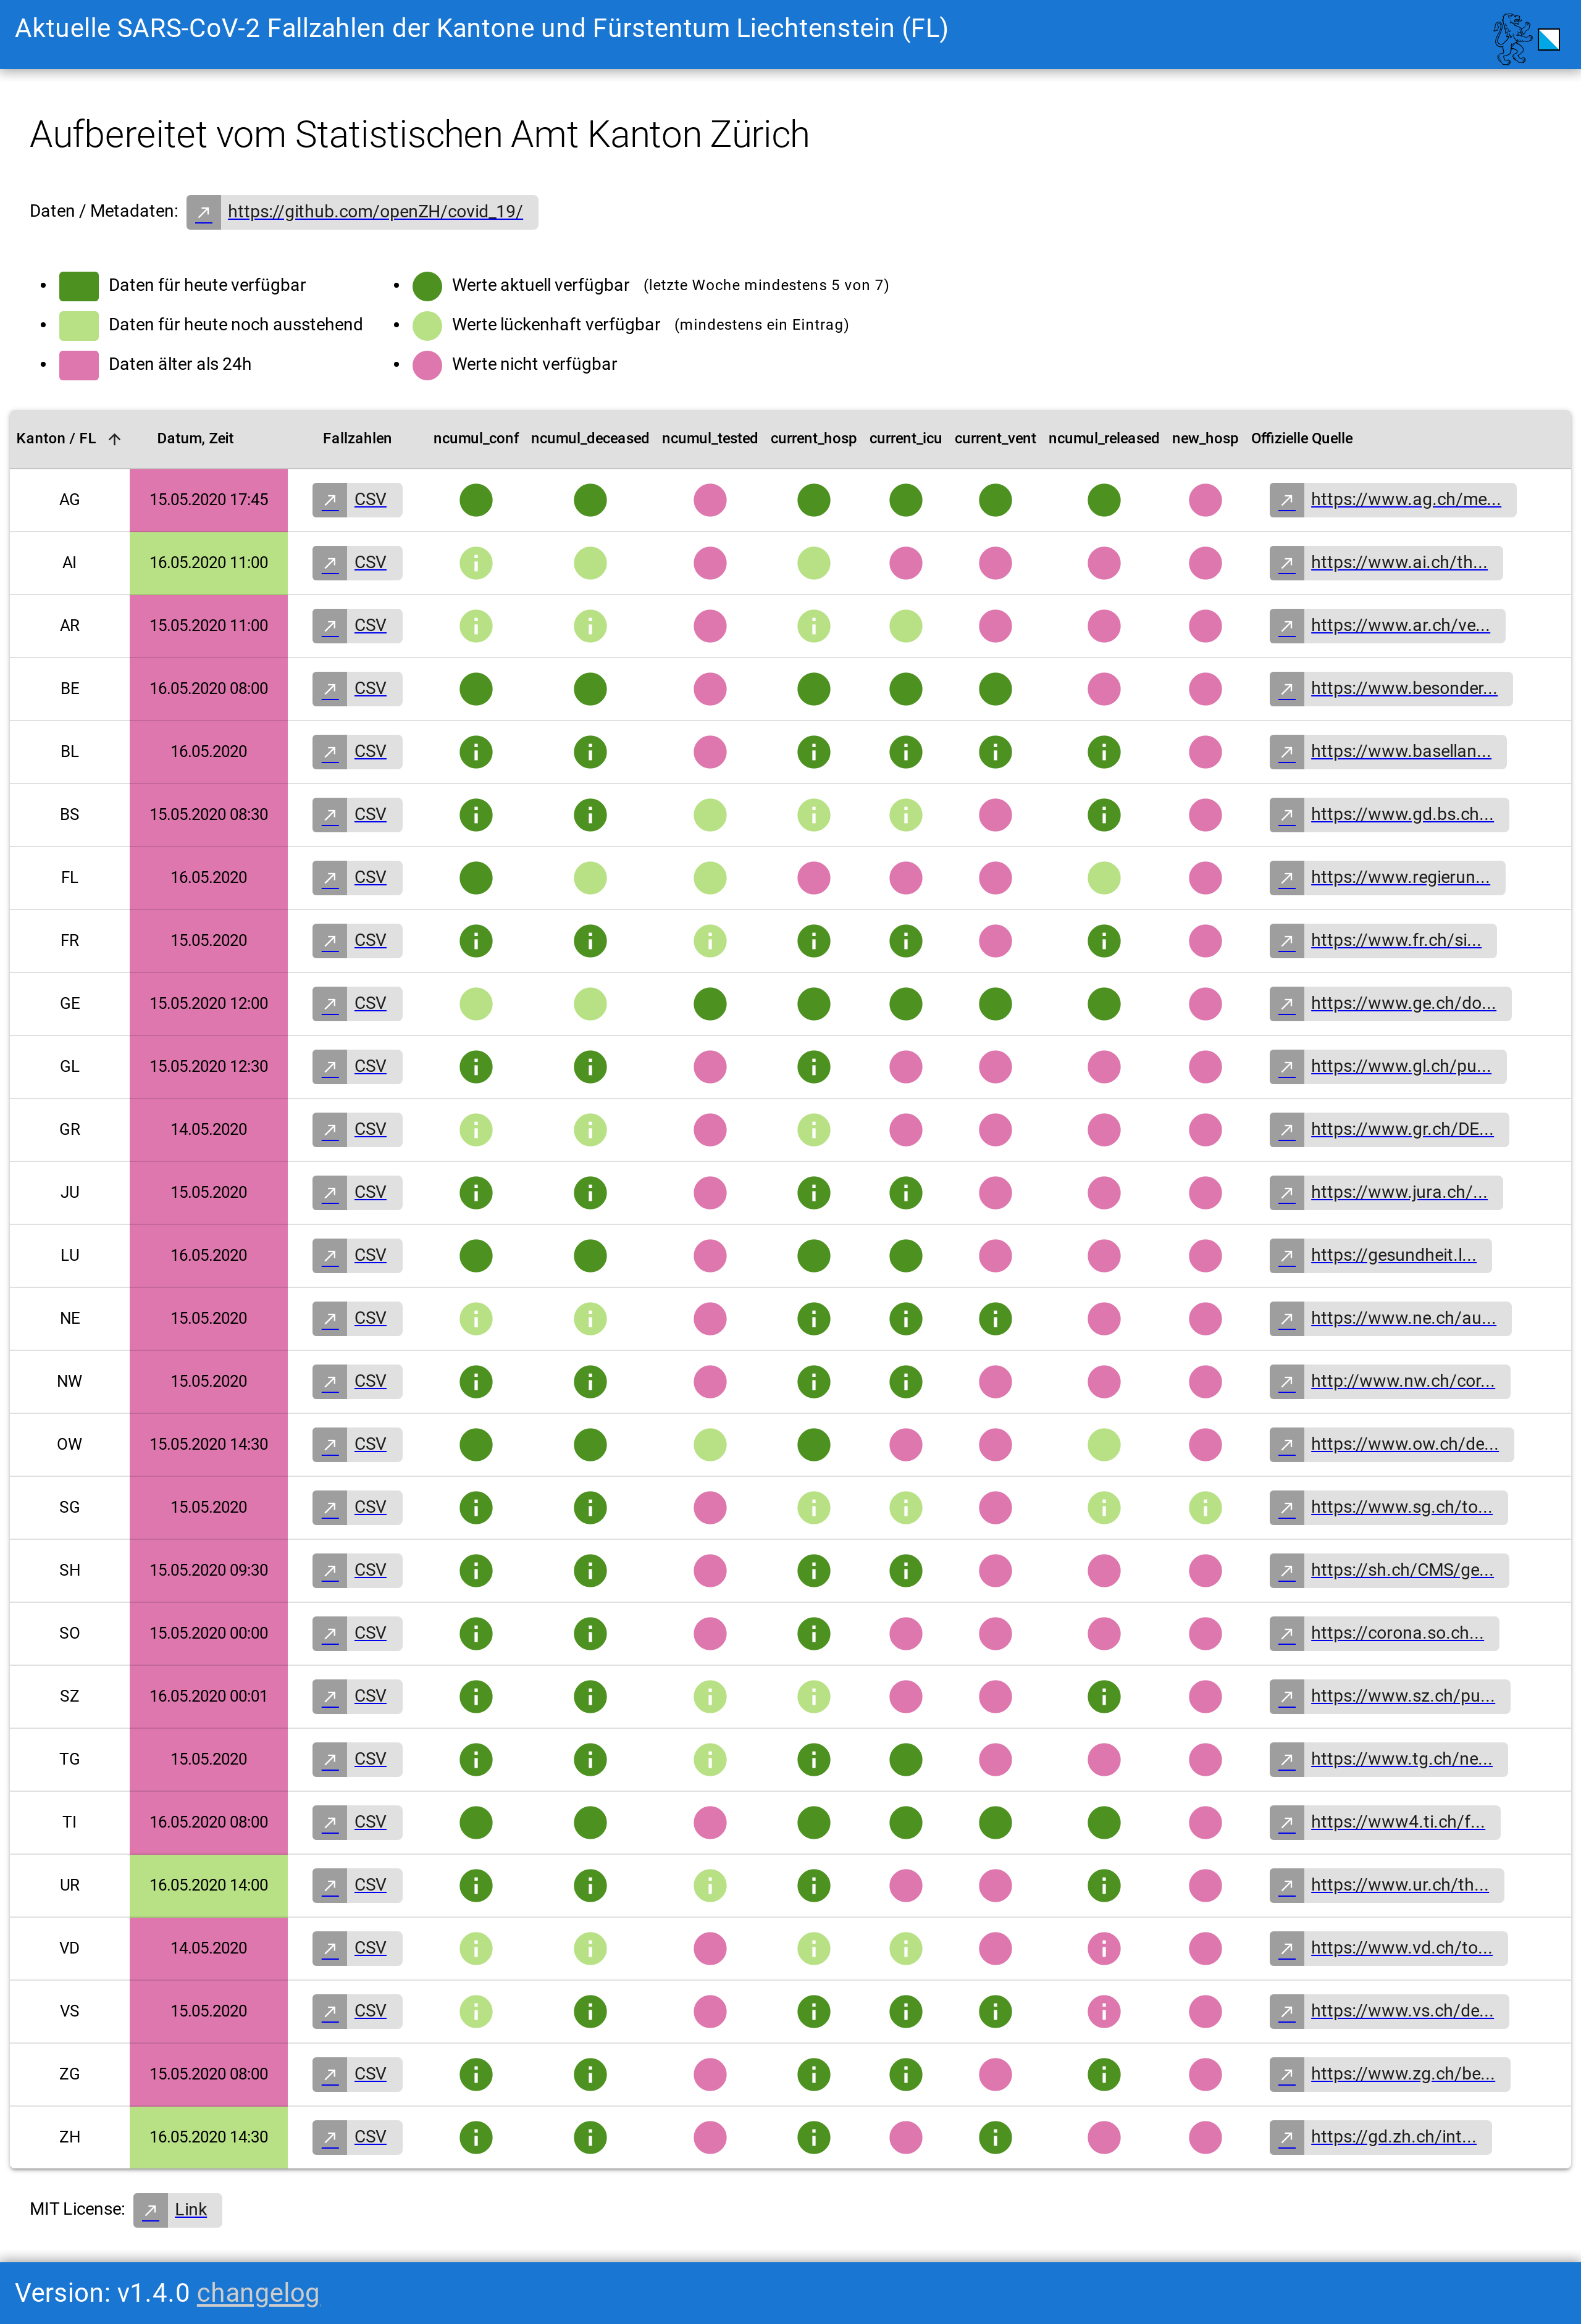 Aktuelle SARS-CoV-2 Fallzahlen der Kantone und Fürstentum Liechtenstein (FL)
Aufbereitet vom Statistischen Amt Kanton Zürich
Daten / Metadaten: https://github.com/openZH/covid_19/
Daten für heute verfügbar
Daten für heute noch ausstehend
Daten älter als 24h
Werte aktuell verfügbar (letzte Woche mindestens 5 von 7)
Werte lückenhaft verfügbar (mindestens ein Eintrag)
Werte nicht verfügbar
Kanton / FL Datum, Zeit Fallzahlen ncumul_conf ncumul_deceased ncumul_tested current_hosp current_icu current_vent ncumul_released new_hosp Offizielle Quelle
AG 15.05.2020 17:45 CSV https://www.ag.ch/me...
AI 16.05.2020 11:00 CSV https://www.ai.ch/th...
AR 15.05.2020 11:00 CSV https://www.ar.ch/ve...
BE 16.05.2020 08:00 CSV https://www.besonder...
BL 16.05.2020 CSV https://www.basellan...
BS 15.05.2020 08:30 CSV https://www.gd.bs.ch...
FL 16.05.2020 CSV https://www.regierun...
FR 15.05.2020 CSV https://www.fr.ch/si...
GE 15.05.2020 12:00 CSV https://www.ge.ch/do...
GL 15.05.2020 12:30 CSV https://www.gl.ch/pu...
GR 14.05.2020 CSV https://www.gr.ch/DE...
JU 15.05.2020 CSV https://www.jura.ch/...
LU 16.05.2020 CSV https://gesundheit.l...
NE 15.05.2020 CSV https://www.ne.ch/au...
NW 15.05.2020 CSV http://www.nw.ch/cor...
OW 15.05.2020 14:30 CSV https://www.ow.ch/de...
SG 15.05.2020 CSV https://www.sg.ch/to...
SH 15.05.2020 09:30 CSV https://sh.ch/CMS/ge...
SO 15.05.2020 00:00 CSV https://corona.so.ch...
SZ 16.05.2020 00:01 CSV https://www.sz.ch/pu...
TG 15.05.2020 CSV https://www.tg.ch/ne...
TI 16.05.2020 08:00 CSV https://www4.ti.ch/f...
UR 16.05.2020 14:00 CSV https://www.ur.ch/th...
VD 14.05.2020 CSV https://www.vd.ch/to...
VS 15.05.2020 CSV https://www.vs.ch/de...
ZG 15.05.2020 08:00 CSV https://www.zg.ch/be...
ZH 16.05.2020 14:30 CSV https://gd.zh.ch/int...
MIT License: Link
Version: v1.4.0 changelog